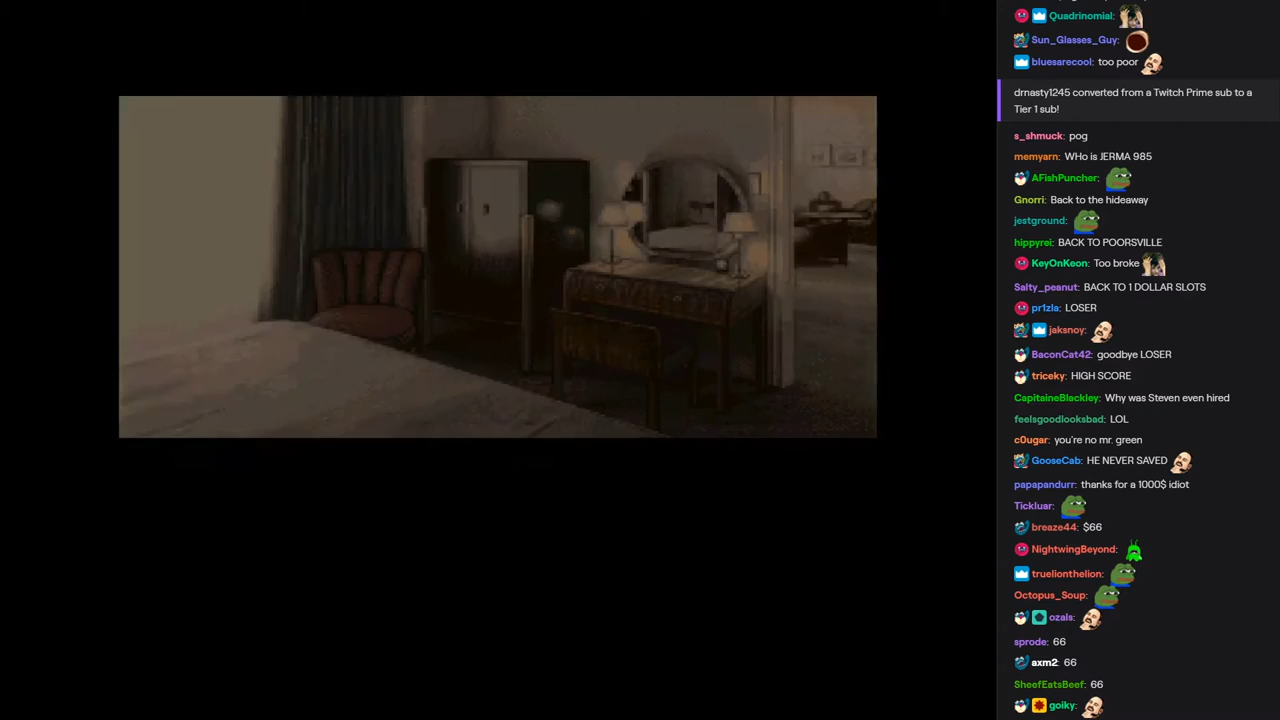 Quadrinomial:
Sun_Glasses_Guy:
bluesarecool: too poor
drnasty1245 converted from a Twitch Prime sub to a
Tier 1 sub!
s_shmuck: pog
memyarn: WHo is JERMA 985
AFishPuncher:
Gnorri: Back to the hideaway
jestground:
hippyrei: BACK TO POORSVILLE
KeyOnKeon: Too broke
Salty_peanut: BACK TO 1 DOLLAR SLOTS
pr1zla: LOSER
jaksnoy:
BaconCat42: goodbye LOSER
triceky: HIGH SCORE
CapitaineBlackley: Why was Steven even hired
feelsgoodlooksbad: LOL
c0ugar: you're no mr. green
GooseCab: HE NEVER SAVED
papapandurr: thanks for a 1000$ idiot
Tickluar:
breaze44: $66
NightwingBeyond:
truelionthelion:
Octopus_Soup:
ozals:
sprode: 66
axm2: 66
SheefEatsBeef: 66
goiky: